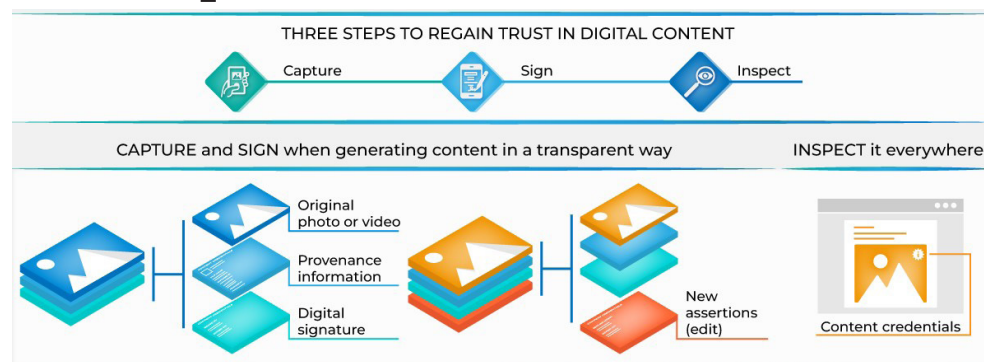 THREE STEPS TO REGAIN TRUST IN DIGITAL CONTENT
Capture
Sign
Inspect
CAPTURE and SIGN when generating content in a transparent way
INSPECT it everywhere
Original
photo or video
Provenance
information
Digital
signature
New
assertions
(edit)
Content credentials